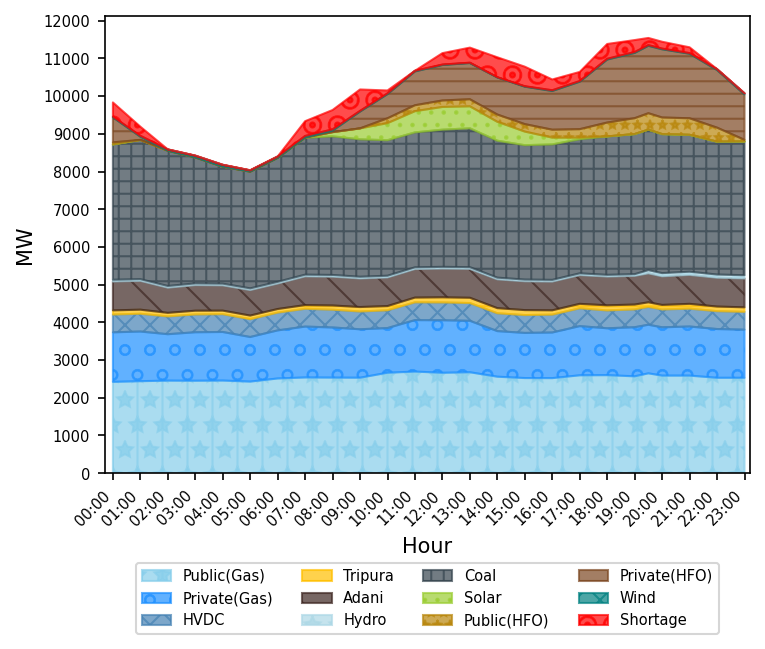 12000
11000
10000
9000
8000
7000
6000
5000
4000
3000
2000
1000
0
MW
00:00 01:00 02:00 03:00 04:00 05:00 06:00 07:00 08:00 09:00 10:00 11:00 12:00 13:00 14:00 15:00 16:00 17:00 18:00 19:00 20:00 21:00 22:00 23:00
Hour
Public(Gas) Tripura Coal Private(HFO)
Private(Gas) Adani Solar Wind
HVDC Hydro Public(HFO) Shortage